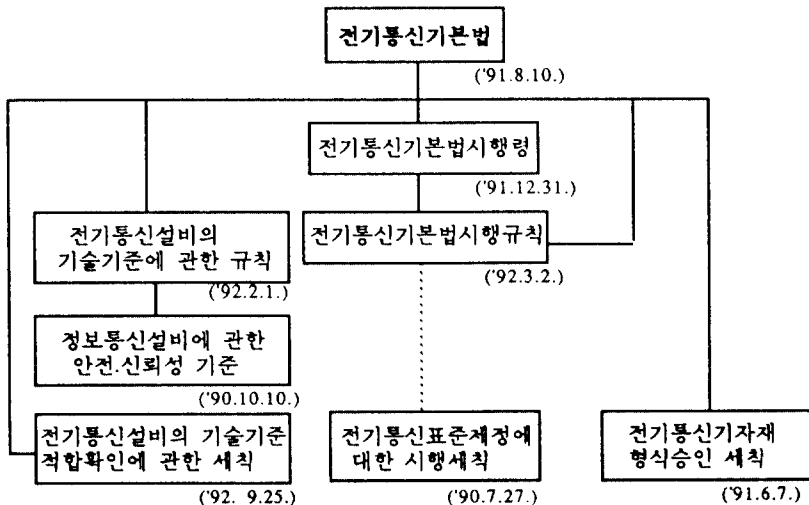 전기통신기본법
('91.8.10.)
전기통신기본법시행령
('91.12.31.)
전기통신설비의
기술기준에 관한 규칙
('92.2.1.)
전기통신기본법시행규칙
('92.3.2.)
정보통신설비에 관한
안전.신뢰성 기준
('90.10.10.)
전기통신설비의 기술기준
적합확인에 관한 세칙
('92. 9.25.)
전기통신표준제정에
대한 시행세칙
('90.7.27.)
전기통신기자재
형식승인 세칙
('91.6.7.)